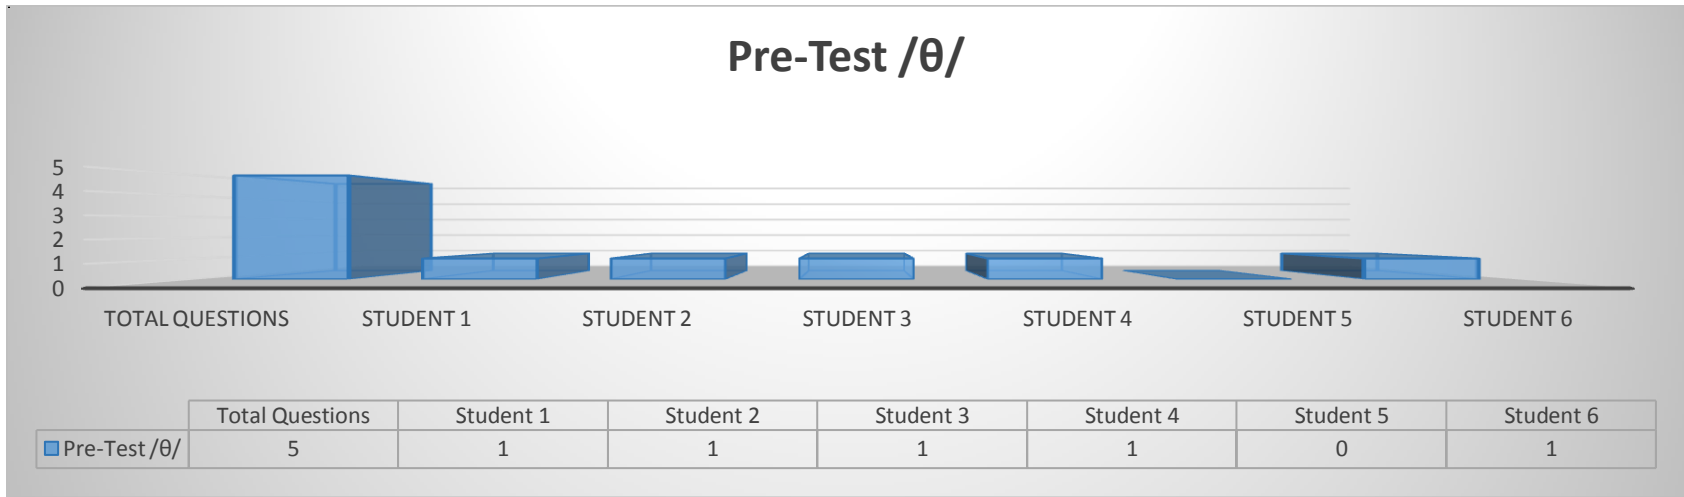 Pre-Test /θ/
5
4
3
2
1
0
TOTAL QUESTIONS STUDENT 1 STUDENT 2 STUDENT 3 STUDENT 4 STUDENT 5 STUDENT 6
Total Questions Student 1 Student 2 Student 3 Student 4 Student 5 Student 6
Pre-Test /θ/ 5 1 1 1 1 0 1